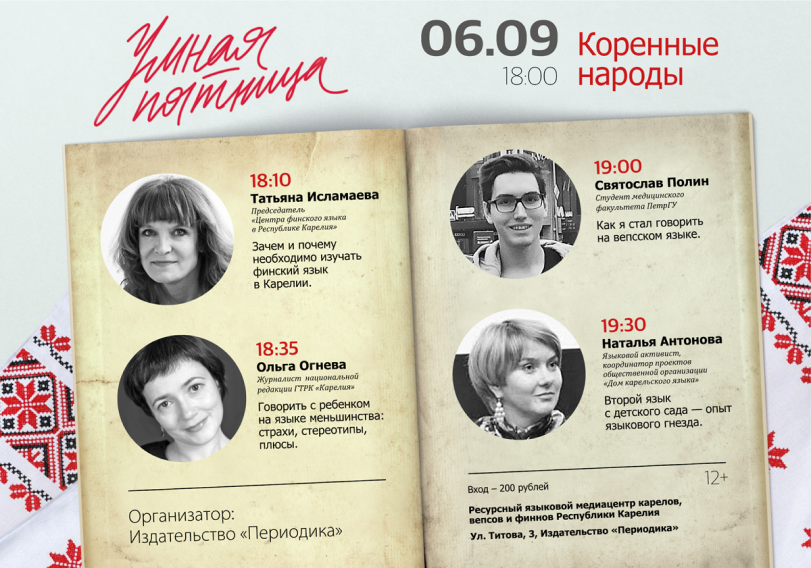 Умная
пятница
06.09
18:00
Коренные
народы
18:10
Татьяна Исламаева
Председатель
«Центра финского языка
в Республике Карелия»
Зачем и почему
необходимо изучать
финский язык
в Карелии.
18:35
Ольга Огнева
Журналист национальной
редакции ГТРК «Карелия»
Говорить с ребенком
на языке меньшинства:
страхи, стереотипы,
плюсы.
Организатор:
Издательство «Периодика»
19:00
Святослав Полин
Студент медицинского
факультета ПетрГУ
Как я стал говорить
на вепсском языке.
19:30
Наталья Антонова
Языковой активист,
координатор проектов
общественной организации
«Дом карельского языка»
Второй язык
с детского сада — опыт
языкового гнезда.
12+
Вход – 200 рублей
Ресурсный языковой медиацентр карелов,
вепсов и финнов Республики Карелия
Ул. Титова, 3, Издательство «Периодика»